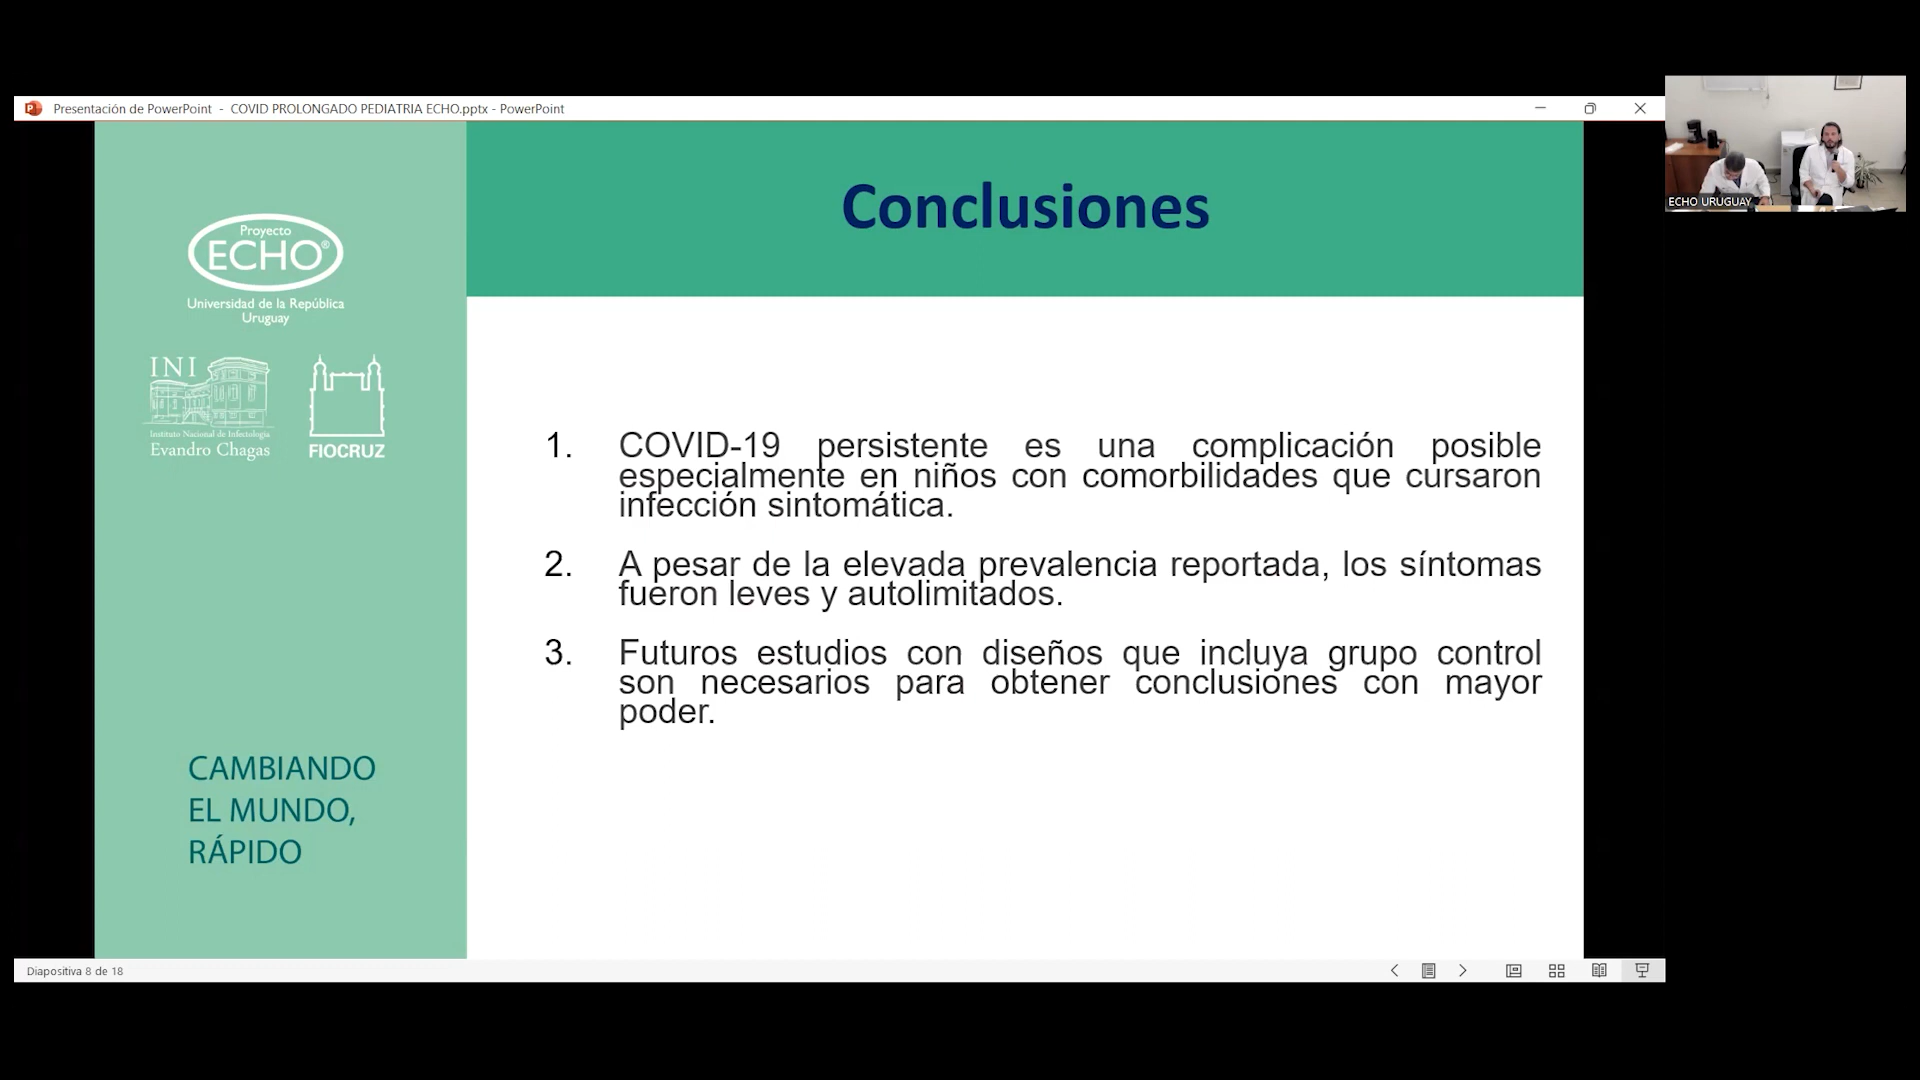 Presentación de PowerPoint - COVID PROLONGADO PEDIATRIA ECHO.pptx - PowerPoint
ECHO URUGUAY
Proyecto
ECHO®
Universidad de la República
Uruguay
INI
Instituto Nacional de Infectología
Evandro Chagas
FIOCRUZ
CAMBIANDO
EL MUNDO,
RÁPIDO
Conclusiones
1. COVID-19 persistente es una complicación posible
especialmente en niños con comorbilidades que cursaron
infección sintomática.
2. A pesar de la elevada prevalencia reportada, los síntomas
fueron leves y autolimitados.
3. Futuros estudios con diseños que incluya grupo control
son necesarios para obtener conclusiones con mayor
poder.
Diapositiva 8 de 18